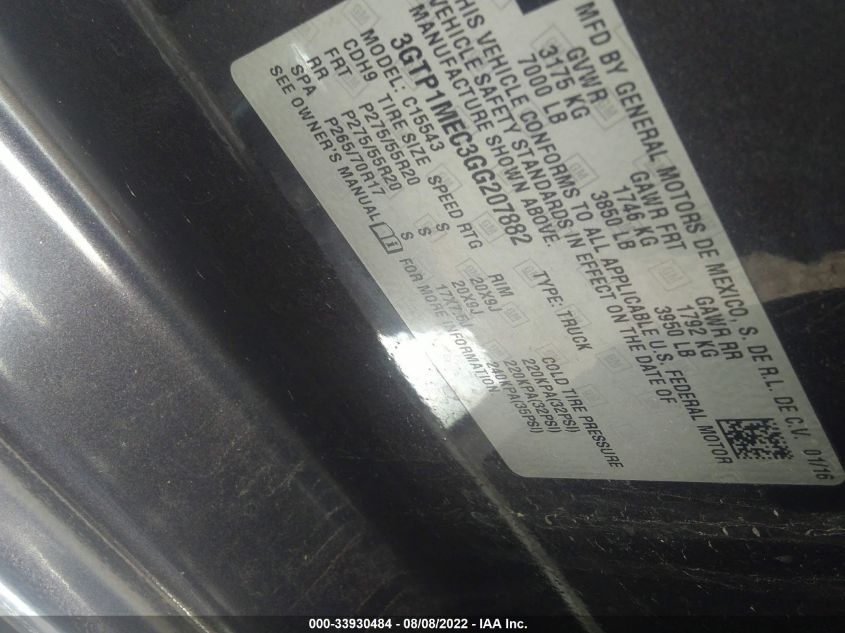 MFD BY GENERAL MOTORS DE MEXICO, S. DE R.L. DE C.V. 01/16
GVWR GAWR FRT GAWR RR
3175 KG 1746 KG 1792 KG
7000 LB 3850 LB 3950 LB
THIS VEHICLE CONFORMS TO ALL APPLICABLE U.S. FEDERAL MOTOR
VEHICLE SAFETY STANDARDS IN EFFECT ON THE DATE OF
MANUFACTURE SHOWN ABOVE.
3GTP1MEC3GG207882 TYPE: TRUCK
MODEL: C15543
CDH9 TIRE SIZE SPEED RTG RIM COLD TIRE PRESSURE
FRT P275/55R20 S 20X9J 220KPA(32PSI)
RR P275/55R20 S 20X9J 220KPA(32PSI)
SPA P265/70R17 S 240KPA(35PSI)
SEE OWNER'S MANUAL FOR MORE INFORMATION
000-33930484 - 08/08/2022 - IAA Inc.